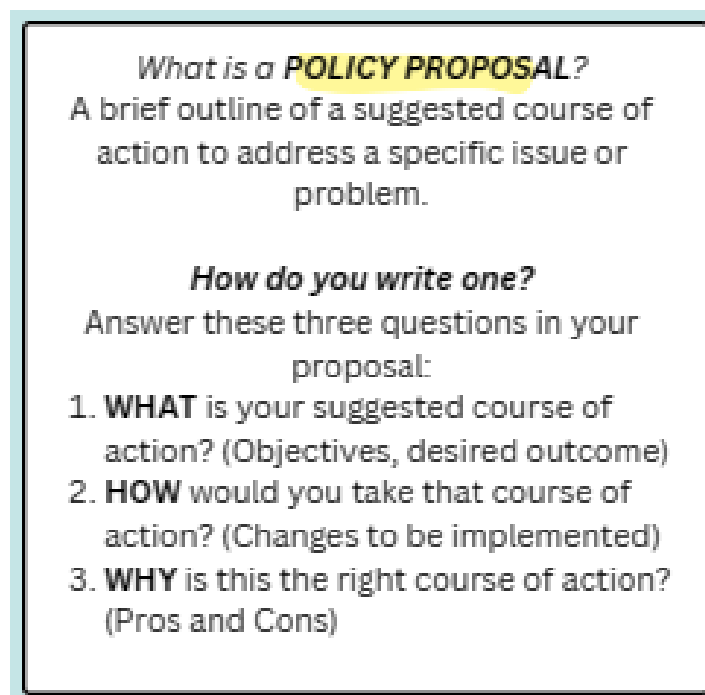 What is a POLICY PROPOSAL?
A brief outline of a suggested course of
action to address a specific issue or
problem.
How do you write one?
Answer these three questions in your
proposal:
1. WHAT is your suggested course of
action? (Objectives, desired outcome)
2. HOW would you take that course of
action? (Changes to be implemented)
3. WHY is this the right course of action?
(Pros and Cons)